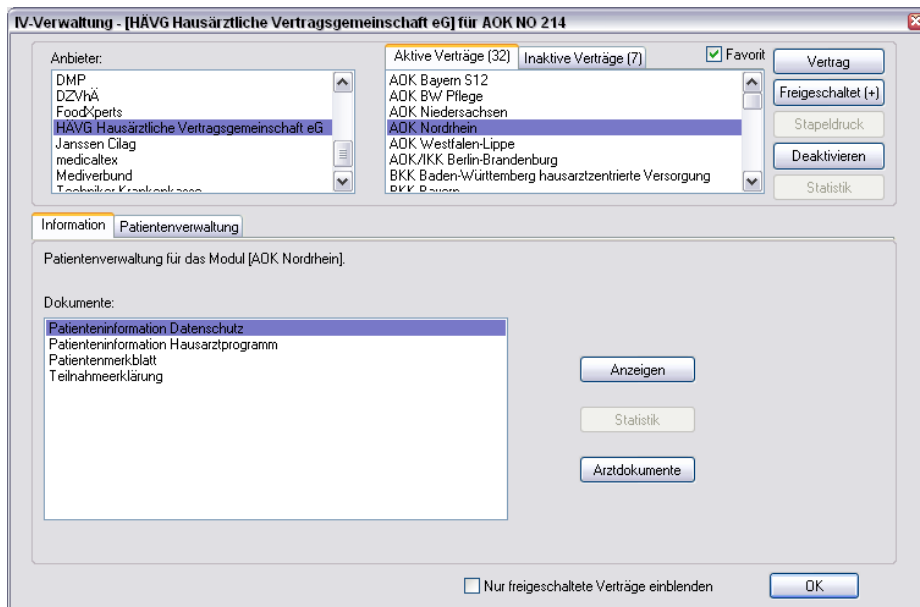 IV-Verwaltung - [HÄVG Hausärztliche Vertragsgemeinschaft eG] für AOK NO 214
Anbieter:
DMP
DZVhÄ
FoodXperts
HÄVG Hausärztliche Vertragsgemeinschaft eG
Janssen Cilag
medicaltex
Mediverbund
Techniker Krankenkasse
Aktive Verträge (32)
Inaktive Verträge (7)
Favorit
AOK Bayern S12
AOK BW Pflege
AOK Niedersachsen
AOK Nordrhein
AOK Westfalen-Lippe
AOK/IKK Berlin-Brandenburg
BKK Baden-Württemberg hausarztzentrierte Versorgung
BKK Bayern
Vertrag
Freigeschaltet (+)
Stapeldruck
Deaktivieren
Statistik
Information
Patientenverwaltung
Patientenverwaltung für das Modul [AOK Nordrhein].
Dokumente:
Patienteninformation Datenschutz
Patienteninformation Hausarztprogramm
Patientenmerkblatt
Teilnahmeerklärung
Anzeigen
Statistik
Arztdokumente
Nur freigeschaltete Verträge einblenden
OK